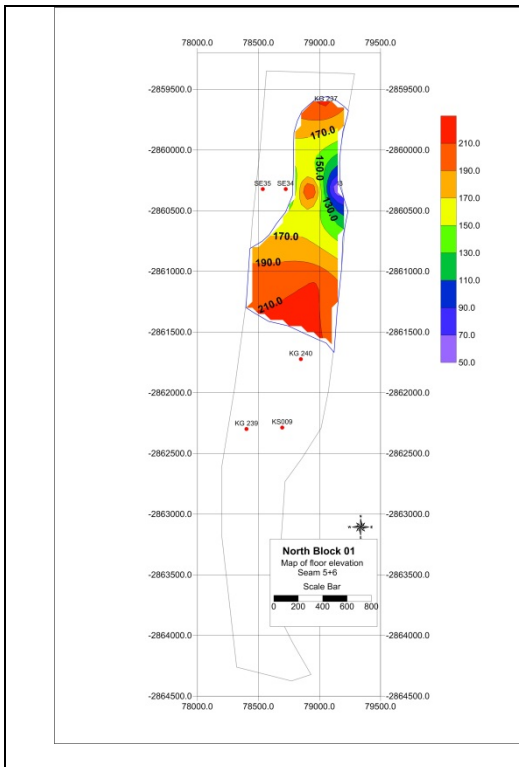 78000.0 78500.0 79000.0 79500.0
-2859500.0 -2859500.0
KG 237
170.0
-2860000.0 -2860000.0
150.0
SE35 SE34
130.0
-2860500.0 -2860500.0
170.0
190.0
-2861000.0 -2861000.0
210.0
-2861500.0 -2861500.0
KG 240
-2862000.0 -2862000.0
KG 239 KS009
-2862500.0 -2862500.0
-2863000.0 -2863000.0
North Block 01
Map of floor elevation
Seam 5+6
Scale Bar
0 200 400 600 800
-2863500.0 -2863500.0
-2864000.0 -2864000.0
-2864500.0 -2864500.0
78000.0 78500.0 79000.0 79500.0
210.0
190.0
170.0
150.0
130.0
110.0
90.0
70.0
50.0